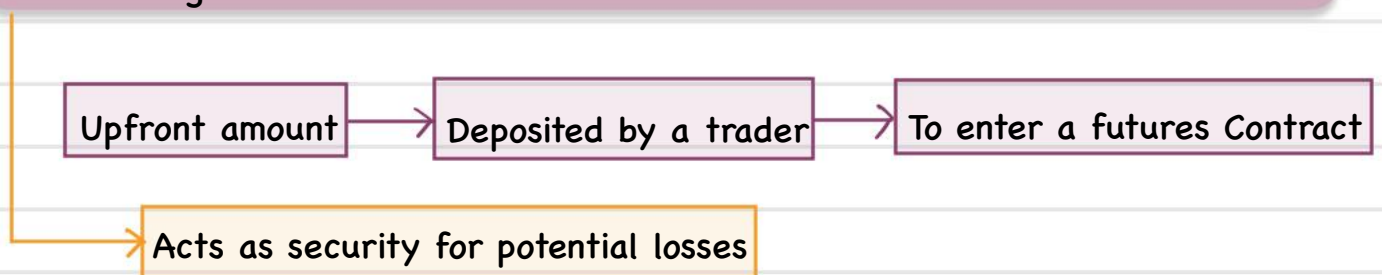 Upfront amount
Deposited by a trader
To enter a futures Contract
Acts as security for potential losses